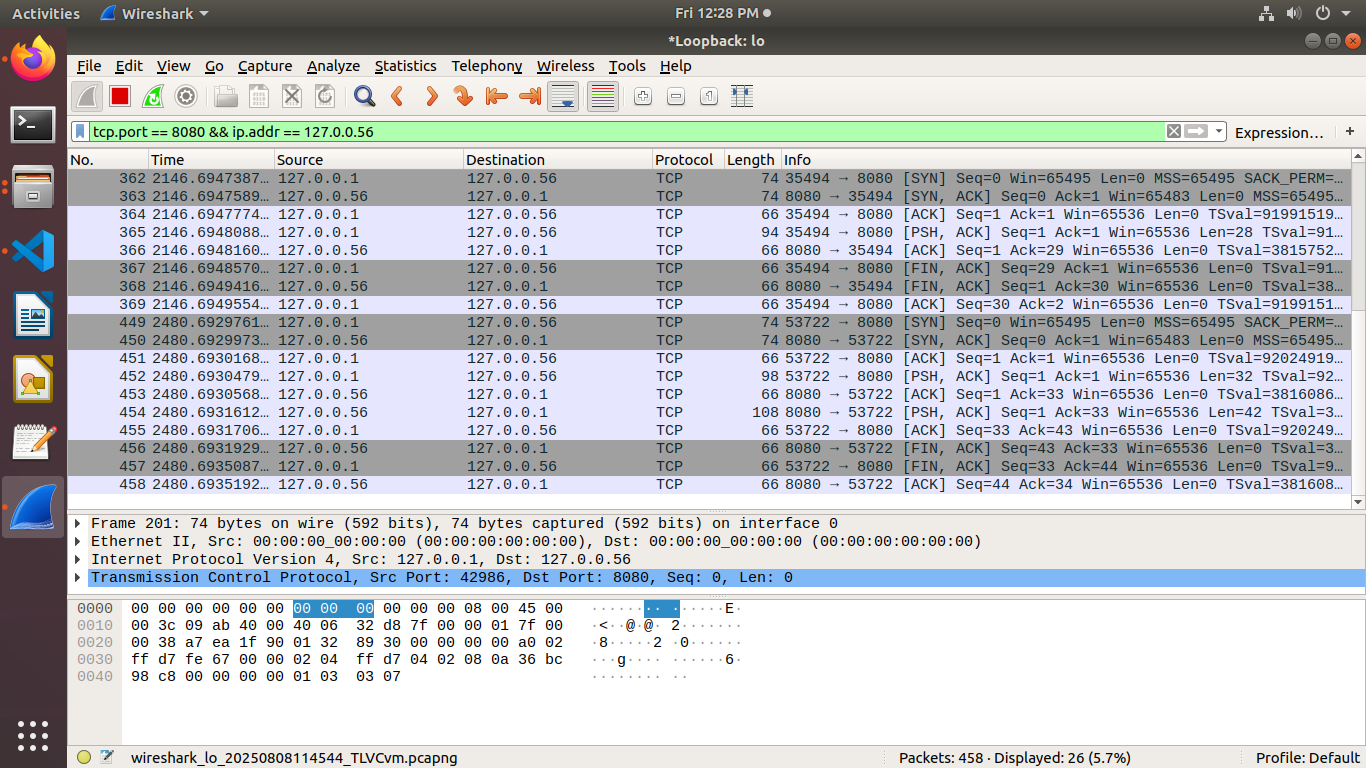 Activities Wireshark Fri 12:28 PM
*Loopback: lo
File Edit View Go Capture Analyze Statistics Telephony Wireless Tools Help
tcp.port == 8080 && ip.addr == 127.0.0.56 Expression… +
No. Time Source Destination Protocol Length Info
362 2146.6947387… 127.0.0.1 127.0.0.56 TCP 74 35494 → 8080 [SYN] Seq=0 Win=65495 Len=0 MSS=65495 SACK_PERM=…
363 2146.6947589… 127.0.0.56 127.0.0.1 TCP 74 8080 → 35494 [SYN, ACK] Seq=0 Ack=1 Win=65483 Len=0 MSS=65495…
364 2146.6947774… 127.0.0.1 127.0.0.56 TCP 66 35494 → 8080 [ACK] Seq=1 Ack=1 Win=65536 Len=0 TSval=91991519…
365 2146.6948088… 127.0.0.1 127.0.0.56 TCP 94 35494 → 8080 [PSH, ACK] Seq=1 Ack=1 Win=65536 Len=28 TSval=91…
366 2146.6948160… 127.0.0.56 127.0.0.1 TCP 66 8080 → 35494 [ACK] Seq=1 Ack=29 Win=65536 Len=0 TSval=3815752…
367 2146.6948570… 127.0.0.1 127.0.0.56 TCP 66 35494 → 8080 [FIN, ACK] Seq=29 Ack=1 Win=65536 Len=0 TSval=91…
368 2146.6949416… 127.0.0.56 127.0.0.1 TCP 66 8080 → 35494 [FIN, ACK] Seq=1 Ack=30 Win=65536 Len=0 TSval=38…
369 2146.6949554… 127.0.0.1 127.0.0.56 TCP 66 35494 → 8080 [ACK] Seq=30 Ack=2 Win=65536 Len=0 TSval=9199151…
449 2480.6929761… 127.0.0.1 127.0.0.56 TCP 74 53722 → 8080 [SYN] Seq=0 Win=65495 Len=0 MSS=65495 SACK_PERM=…
450 2480.6929973… 127.0.0.56 127.0.0.1 TCP 74 8080 → 53722 [SYN, ACK] Seq=0 Ack=1 Win=65483 Len=0 MSS=65495…
451 2480.6930168… 127.0.0.1 127.0.0.56 TCP 66 53722 → 8080 [ACK] Seq=1 Ack=1 Win=65536 Len=0 TSval=92024919…
452 2480.6930479… 127.0.0.1 127.0.0.56 TCP 98 53722 → 8080 [PSH, ACK] Seq=1 Ack=1 Win=65536 Len=32 TSval=92…
453 2480.6930568… 127.0.0.56 127.0.0.1 TCP 66 8080 → 53722 [ACK] Seq=1 Ack=33 Win=65536 Len=0 TSval=3816086…
454 2480.6931612… 127.0.0.56 127.0.0.1 TCP 108 8080 → 53722 [PSH, ACK] Seq=1 Ack=33 Win=65536 Len=42 TSval=3…
455 2480.6931706… 127.0.0.1 127.0.0.56 TCP 66 53722 → 8080 [ACK] Seq=33 Ack=43 Win=65536 Len=0 TSval=920249…
456 2480.6931929… 127.0.0.56 127.0.0.1 TCP 66 8080 → 53722 [FIN, ACK] Seq=43 Ack=33 Win=65536 Len=0 TSval=3…
457 2480.6935087… 127.0.0.1 127.0.0.56 TCP 66 53722 → 8080 [FIN, ACK] Seq=33 Ack=44 Win=65536 Len=0 TSval=9…
458 2480.6935192… 127.0.0.56 127.0.0.1 TCP 66 8080 → 53722 [ACK] Seq=44 Ack=34 Win=65536 Len=0 TSval=381608…
Frame 201: 74 bytes on wire (592 bits), 74 bytes captured (592 bits) on interface 0
Ethernet II, Src: 00:00:00_00:00:00 (00:00:00:00:00:00), Dst: 00:00:00_00:00:00 (00:00:00:00:00:00)
Internet Protocol Version 4, Src: 127.0.0.1, Dst: 127.0.0.56
Transmission Control Protocol, Src Port: 42986, Dst Port: 8080, Seq: 0, Len: 0
0000 00 00 00 00 00 00 00 00 00 00 00 00 08 00 45 00 ········ ······E·
0010 00 3c 09 ab 40 00 40 06 32 d8 7f 00 00 01 7f 00 ·<··@·@· 2·······
0020 00 38 a7 ea 1f 90 01 32 89 30 00 00 00 00 a0 02 ·8·····2 ·0······
0030 ff d7 fe 67 00 00 02 04 ff d7 04 02 08 0a 36 bc ···g···· ······6·
0040 98 c8 00 00 00 00 01 03 03 07 ········ ··
wireshark_lo_20250808114544_TLVCvm.pcapng Packets: 458 · Displayed: 26 (5.7%) Profile: Default